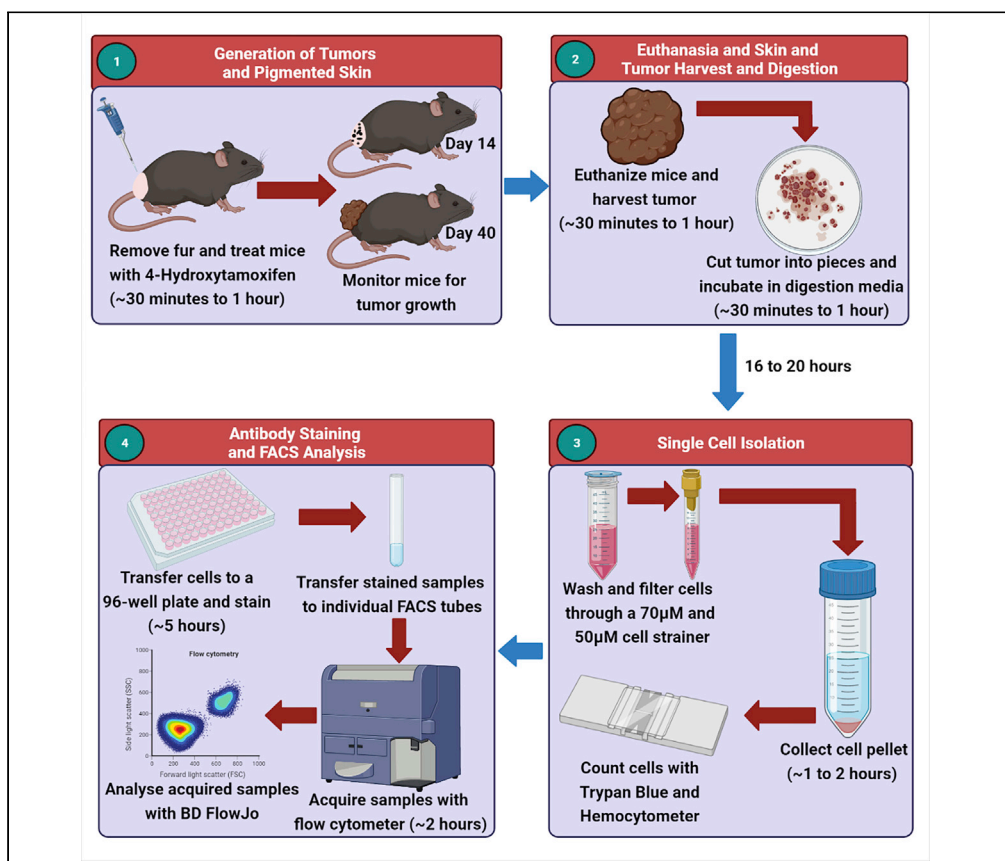 1
Generation of Tumors
and Pigmented Skin
Day 14
Day 40
Remove fur and treat mice
with 4-Hydroxytamoxifen
(~30 minutes to 1 hour)
Monitor mice for
tumor growth
2
Euthanasia and Skin and
Tumor Harvest and Digestion
Euthanize mice and
harvest tumor
(~30 minutes to 1 hour)
Cut tumor into pieces and
incubate in digestion media
(~30 minutes to 1 hour)
16 to 20 hours
3
Single Cell Isolation
Wash and filter cells
through a 70μM and
50μM cell strainer
Collect cell pellet
(~1 to 2 hours)
Count cells with
Trypan Blue and
Hemocytometer
4
Antibody Staining
and FACS Analysis
Transfer cells to a
96-well plate and stain
(~5 hours)
Transfer stained samples
to individual FACS tubes
Acquire samples with
flow cytometer (~2 hours)
Flow cytometry
Side light scatter (SSC)
1000
800
600
400
200
0
0 200 400 600 800 1000
Forward light scatter (FSC)
Analyse acquired samples
with BD FlowJo